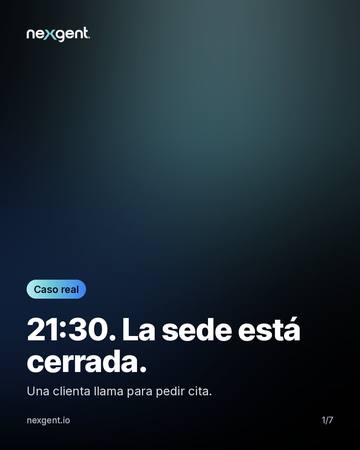 nexgent.
Caso real
21:30. La sede está
cerrada.
Una clienta llama para pedir cita.
nexgent.io
1/7